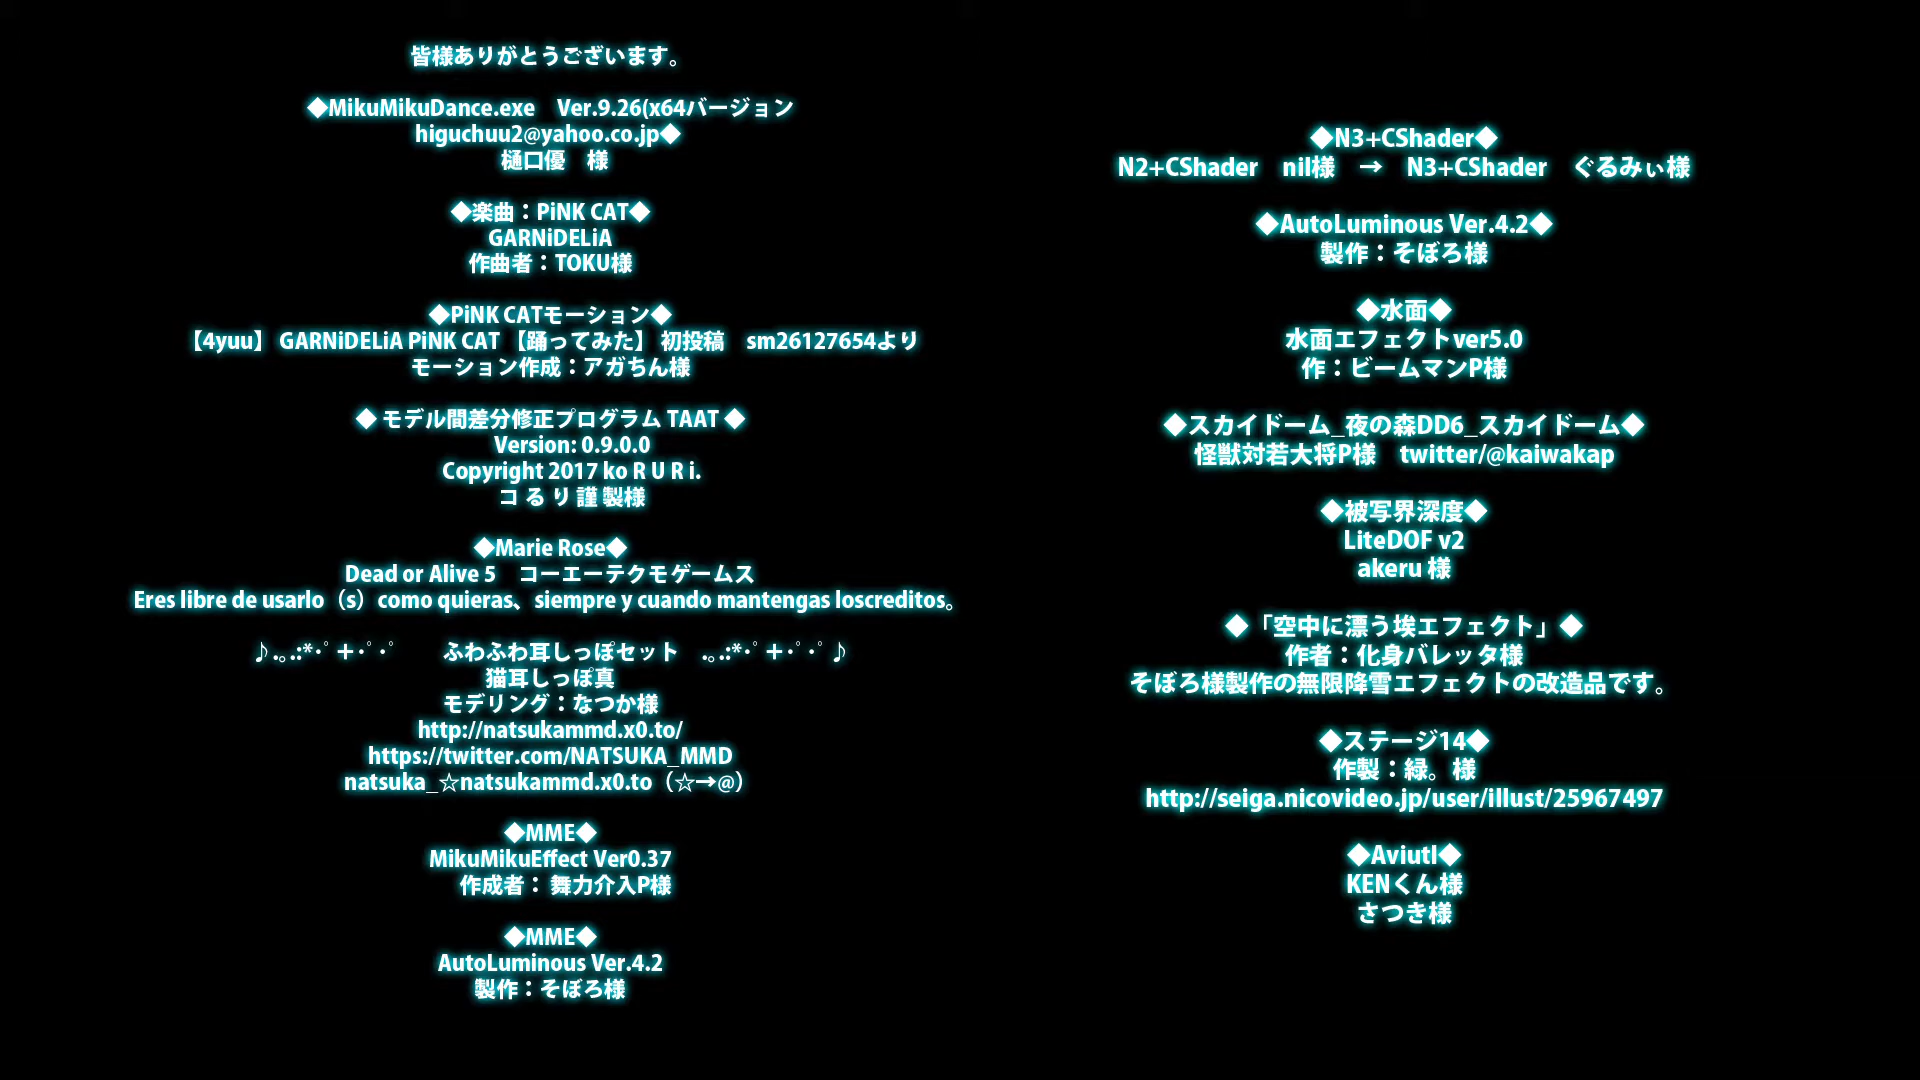 皆様ありがとうございます。
◆MikuMikuDance.exe　Ver.9.26(x64バージョン
higuchuu2@yahoo.co.jp◆
樋口優　様
◆楽曲：PiNK CAT◆
GARNiDELiA
作曲者：TOKU様
◆PiNK CATモーション◆
【4yuu】 GARNiDELiA PiNK CAT 【踊ってみた】 初投稿　sm26127654より
モーション作成：アガちん様
◆ モデル間差分修正プログラム TAAT ◆
Version: 0.9.0.0
Copyright 2017 ko R U R i.
コ る り 謹 製様
◆Marie Rose◆
Dead or Alive 5　コーエーテクモゲームス
Eres libre de usarlo（s）como quieras、siempre y cuando mantengas loscreditos。
♪.｡.:*･ﾟ＋･ﾟ･ﾟ　　ふわふわ耳しっぽセット　.｡.:*･ﾟ＋･ﾟ･ﾟ♪
猫耳しっぽ真
モデリング：なつか様
http://natsukammd.x0.to/
https://twitter.com/NATSUKA_MMD
natsuka_☆natsukammd.x0.to（☆→@）
◆MME◆
MikuMikuEffect Ver0.37
作成者： 舞力介入P様
◆MME◆
AutoLuminous Ver.4.2
製作：そぼろ様
◆N3+CShader◆
N2+CShader　nil様　→　N3+CShader　ぐるみぃ様
◆AutoLuminous Ver.4.2◆
製作：そぼろ様
◆水面◆
水面エフェクトver5.0
作：ビームマンP様
◆スカイドーム_夜の森DD6_スカイドーム◆
怪獣対若大将P様　twitter/@kaiwakap
◆被写界深度◆
LiteDOF v2
akeru 様
◆「空中に漂う埃エフェクト」◆
作者：化身バレッタ様
そぼろ様製作の無限降雪エフェクトの改造品です。
◆ステージ14◆
作製：緑。様
http://seiga.nicovideo.jp/user/illust/25967497
◆Aviutl◆
KENくん様
さつき様